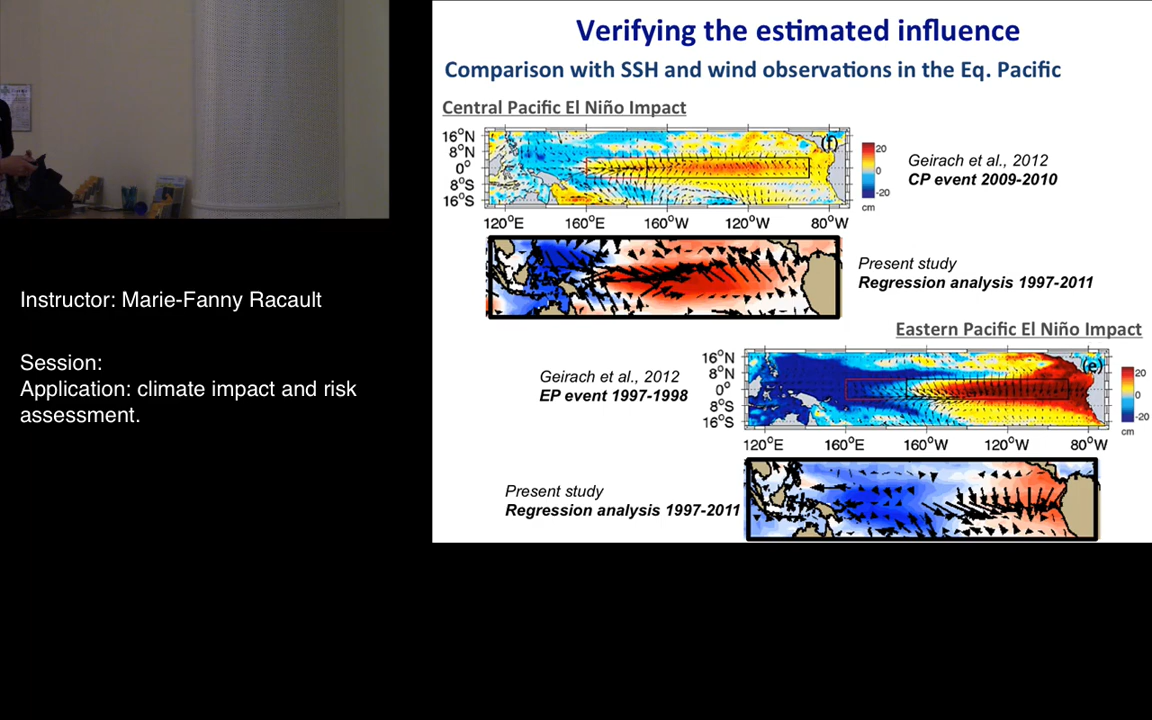 Verifying the estimated influence
Comparison with SSH and wind observations in the Eq. Pacific
Central Pacific El Niño Impact
16°N
8°N
0°
8°S
16°S
(f)
20
0
-20
cm
120°E 160°E 160°W 120°W 80°W
Geirach et al., 2012
CP event 2009-2010
Present study
Regression analysis 1997-2011
Instructor: Marie-Fanny Racault
Session:
Application: climate impact and risk
assessment.
Eastern Pacific El Niño Impact
Geirach et al., 2012
EP event 1997-1998
16°N
8°N
0°
8°S
16°S
(e)
20
0
-20
cm
120°E 160°E 160°W 120°W 80°W
Present study
Regression analysis 1997-2011